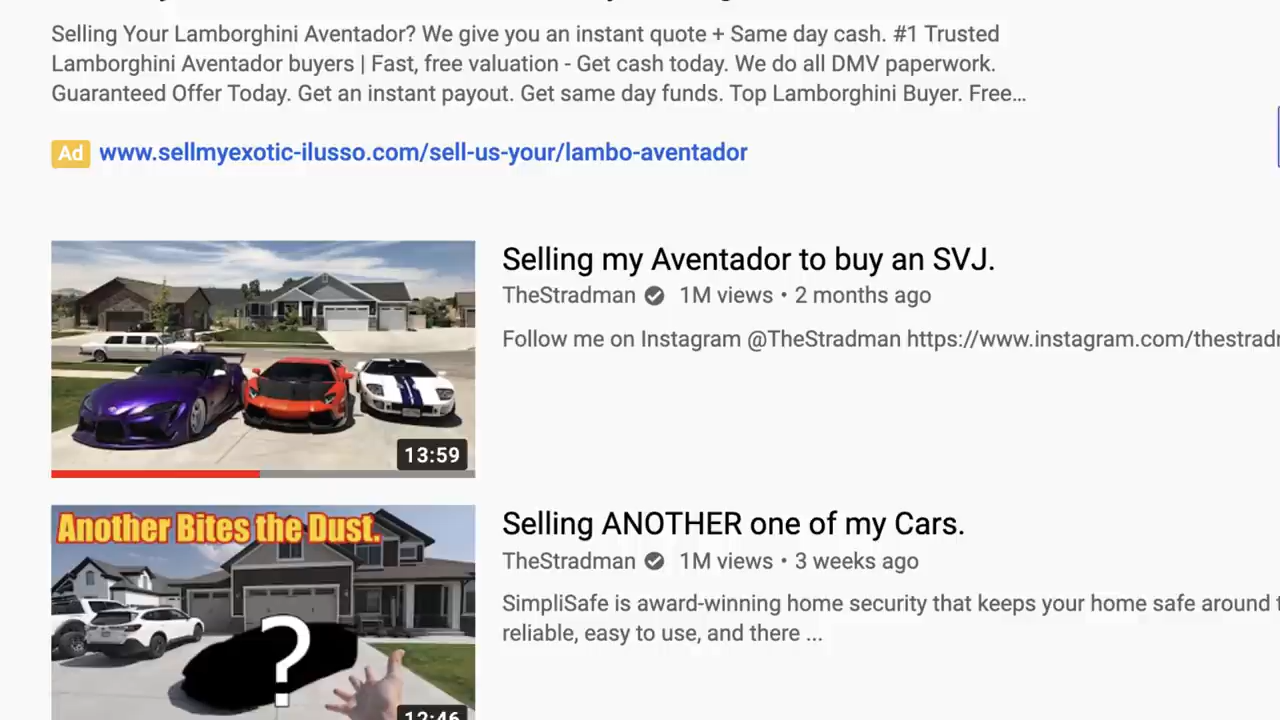 Selling Your Lamborghini Aventador? We give you an instant quote + Same day cash. #1 Trusted
Lamborghini Aventador buyers | Fast, free valuation - Get cash today. We do all DMV paperwork.
Guaranteed Offer Today. Get an instant payout. Get same day funds. Top Lamborghini Buyer. Free...
Ad www.sellmyexotic-ilusso.com/sell-us-your/lambo-aventador
13:59
Selling my Aventador to buy an SVJ.
TheStradman 1M views • 2 months ago
Follow me on Instagram @TheStradman https://www.instagram.com/thestradm
Another Bites the Dust.
?
12:46
Selling ANOTHER one of my Cars.
TheStradman 1M views • 3 weeks ago
SimpliSafe is award-winning home security that keeps your home safe around
reliable, easy to use, and there ...